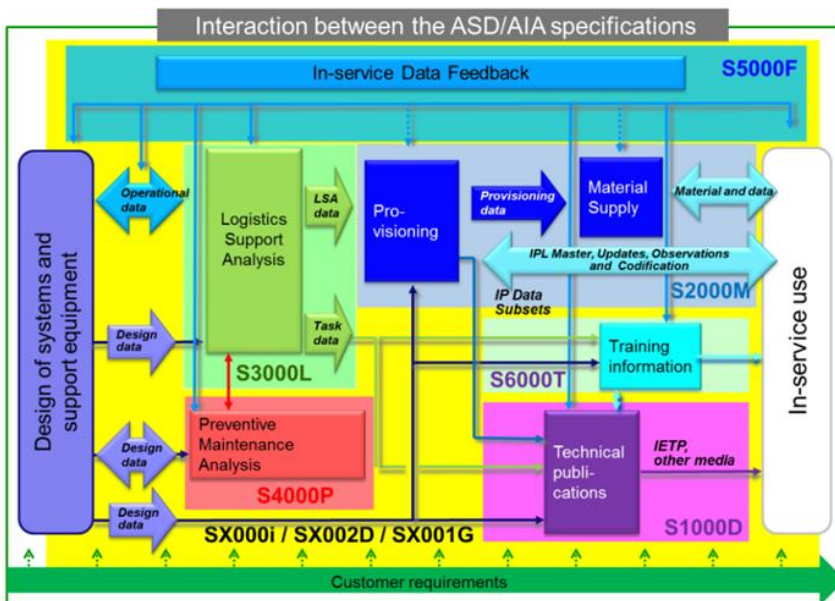 Interaction between the ASD/AIA specifications
In-service Data Feedback
S5000F
Design of systems and
support equipment
Operational
data
Logistics
Support
Analysis
LSA
data
Pro-
visioning
Provisioning
data
Material
Supply
Material and data
In-service use
IPL Master, Updates, Observations
and Codification
IP Data
Subsets
S2000M
Design
data
Task
data
S3000L
S6000T
Training
information
Design
data
Preventive
Maintenance
Analysis
S4000P
Technical
publi-
cations
IETP,
other media
S1000D
Design
data
SX000i / SX002D / SX001G
Customer requirements